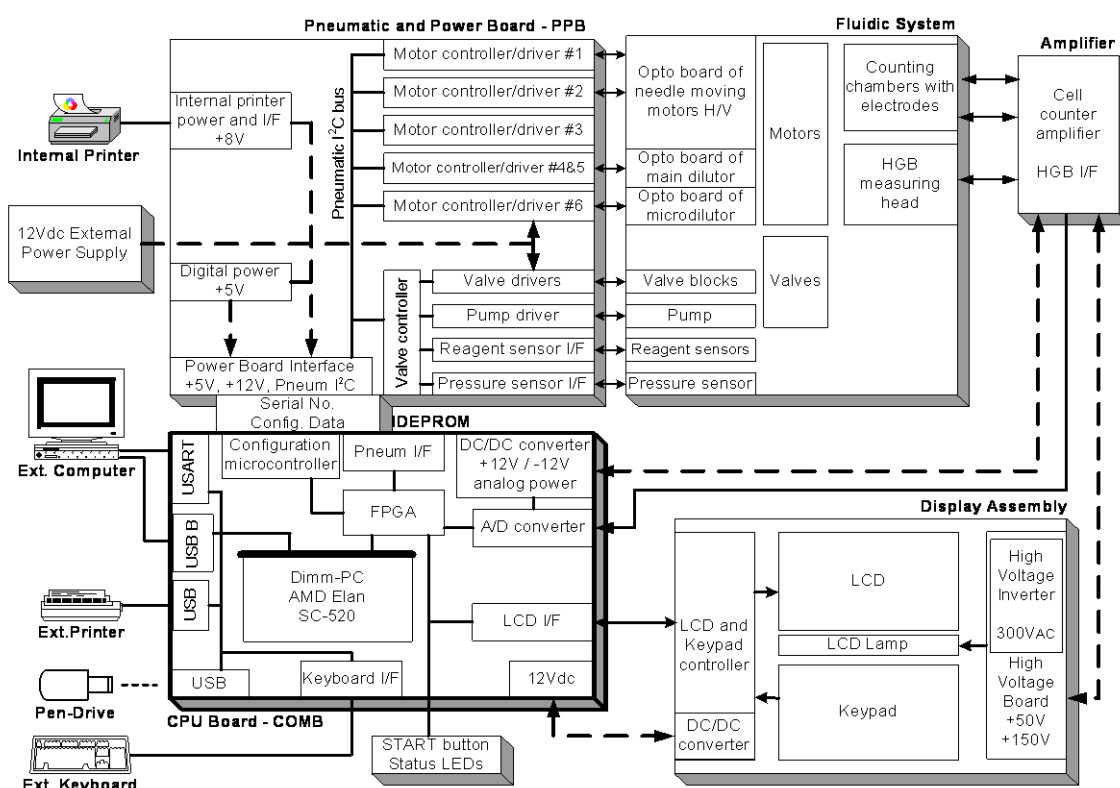 Pneumatic and Power Board - PPB
Motor controller/driver #1
Motor controller/driver #2
Motor controller/driver #3
Motor controller/driver #4&5
Motor controller/driver #6
Pneumatic I²C bus
Internal printer
power and I/F
+8V
Internal Printer
12Vdc External
Power Supply
Digital power
+5V
Valve controller
Valve drivers
Pump driver
Reagent sensor I/F
Pressure sensor I/F
Power Board Interface
+5V, +12V, Pneum I²C
Serial No.
Config. Data
IDEPROM
Fluidic System
Opto board of
needle moving
motors H/V
Opto board of
main dilutor
Opto board of
microdilutor
Motors
Counting
chambers with
electrodes
HGB
measuring
head
Valve blocks
Pump
Reagent sensors
Pressure sensor
Valves
Amplifier
Cell
counter
amplifier
HGB I/F
Ext. Computer
Ext.Printer
Pen-Drive
Ext. Keyboard
USART
USB B
USB
USB
Configuration
microcontroller
Pneum I/F
DC/DC converter
+12V / -12V
analog power
FPGA
A/D converter
Dimm-PC
AMD Elan
SC-520
LCD I/F
Keyboard I/F
12Vdc
CPU Board - COMB
START button
Status LEDs
Display Assembly
LCD and
Keypad
controller
DC/DC
converter
LCD
LCD Lamp
Keypad
High
Voltage
Inverter
300VAC
High
Voltage
Board
+50V
+150V